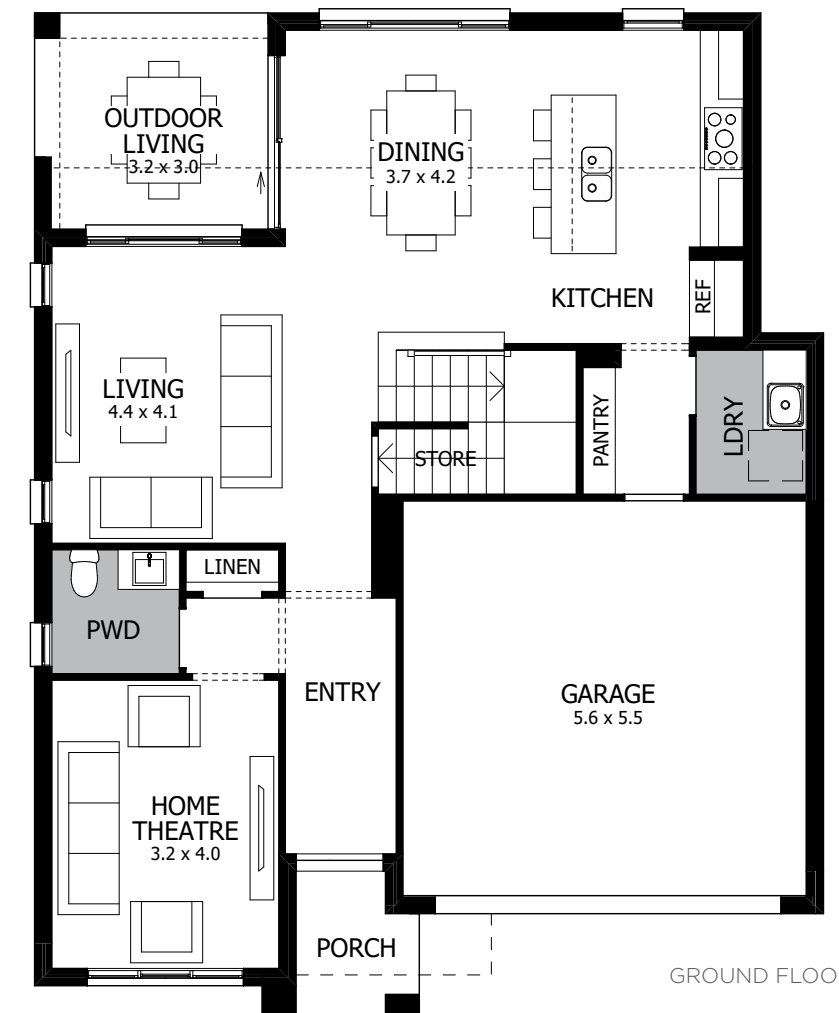 OUTDOOR
LIVING
3.2 x 3.0
DINING
3.7 x 4.2
KITCHEN
REF
LIVING
4.4 x 4.1
STORE
PANTRY
LDRY
LINEN
PWD
ENTRY
GARAGE
5.6 x 5.5
HOME
THEATRE
3.2 x 4.0
PORCH
GROUND FLOO